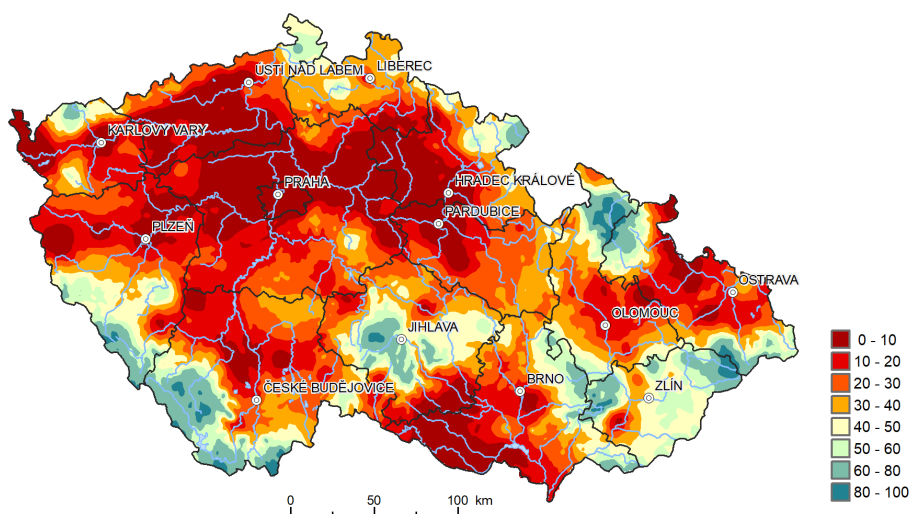 ÚSTÍ NAD LABEM
LIBEREC
KARLOVY VARY
PRAHA
HRADEC KRÁLOVÉ
PARDUBICE
PLZEŇ
OSTRAVA
OLOMOUC
JIHLAVA
BRNO
ZLÍN
ČESKÉ BUDĚJOVICE
0 - 10
10 - 20
20 - 30
30 - 40
40 - 50
50 - 60
60 - 80
80 - 100
0 50 100 km